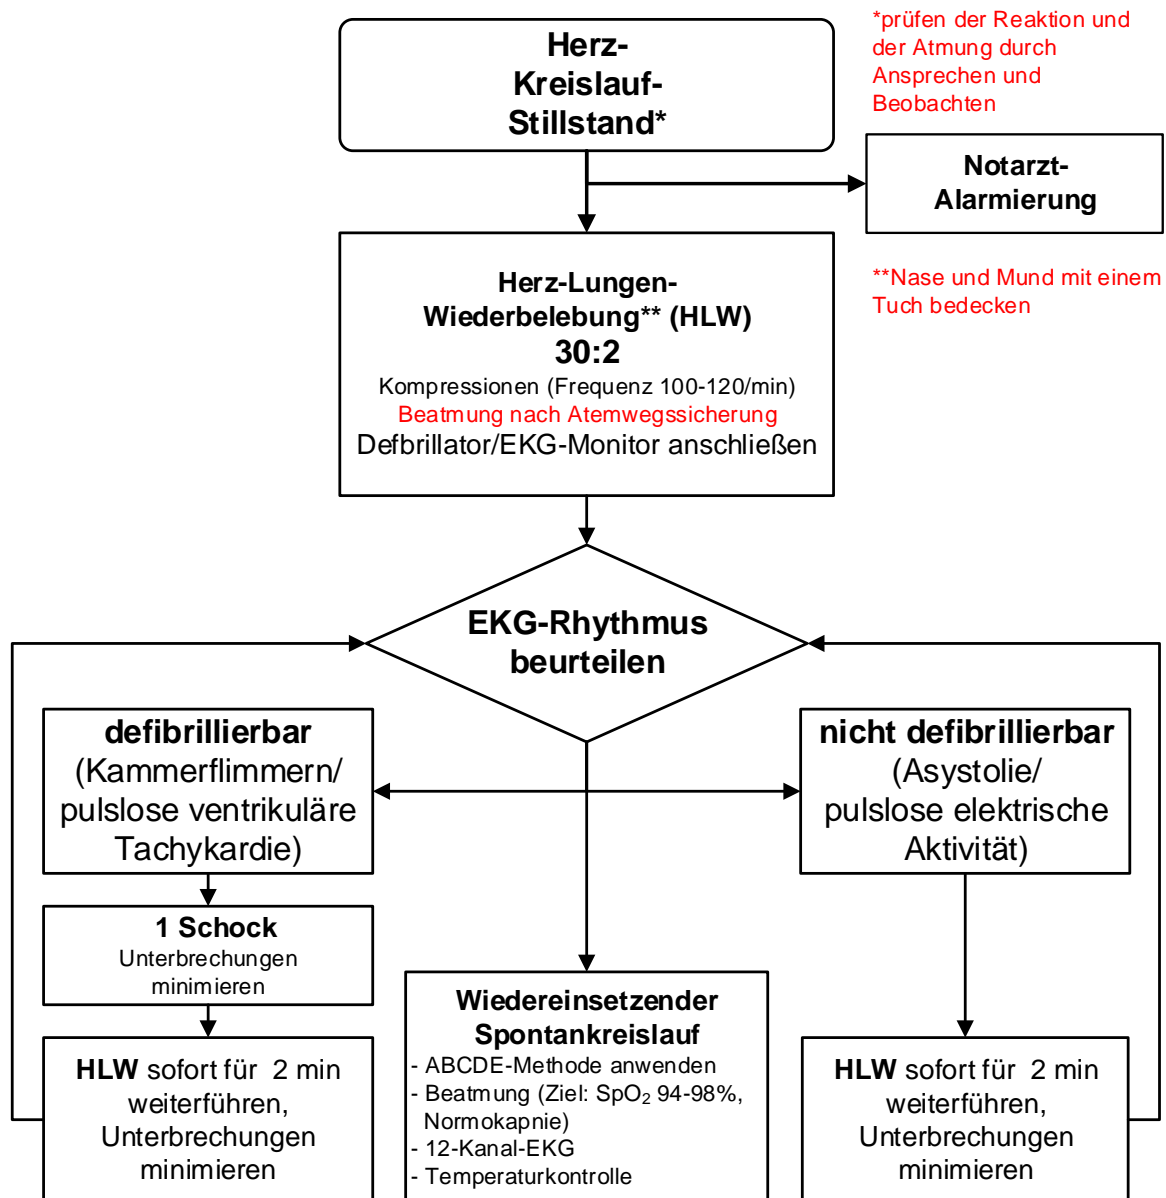 Herz-
Kreislauf-
Stillstand*
*prüfen der Reaktion und
der Atmung durch
Ansprechen und
Beobachten
Notarzt-
Alarmierung
Herz-Lungen-
Wiederbelebung** (HLW)
30:2
Kompressionen (Frequenz 100-120/min)
Beatmung nach Atemwegssicherung
Defbrillator/EKG-Monitor anschließen
**Nase und Mund mit einem
Tuch bedecken
EKG-Rhythmus
beurteilen
defibrillierbar
(Kammerflimmern/
pulslose ventrikuläre
Tachykardie)
nicht defibrillierbar
(Asystolie/
pulslose elektrische
Aktivität)
1 Schock
Unterbrechungen
minimieren
HLW sofort für 2 min
weiterführen,
Unterbrechungen
minimieren
Wiedereinsetzender
Spontankreislauf
- ABCDE-Methode anwenden
- Beatmung (Ziel: SpO₂ 94-98%,
Normokapnie)
- 12-Kanal-EKG
- Temperaturkontrolle
HLW sofort für 2 min
weiterführen,
Unterbrechungen
minimieren